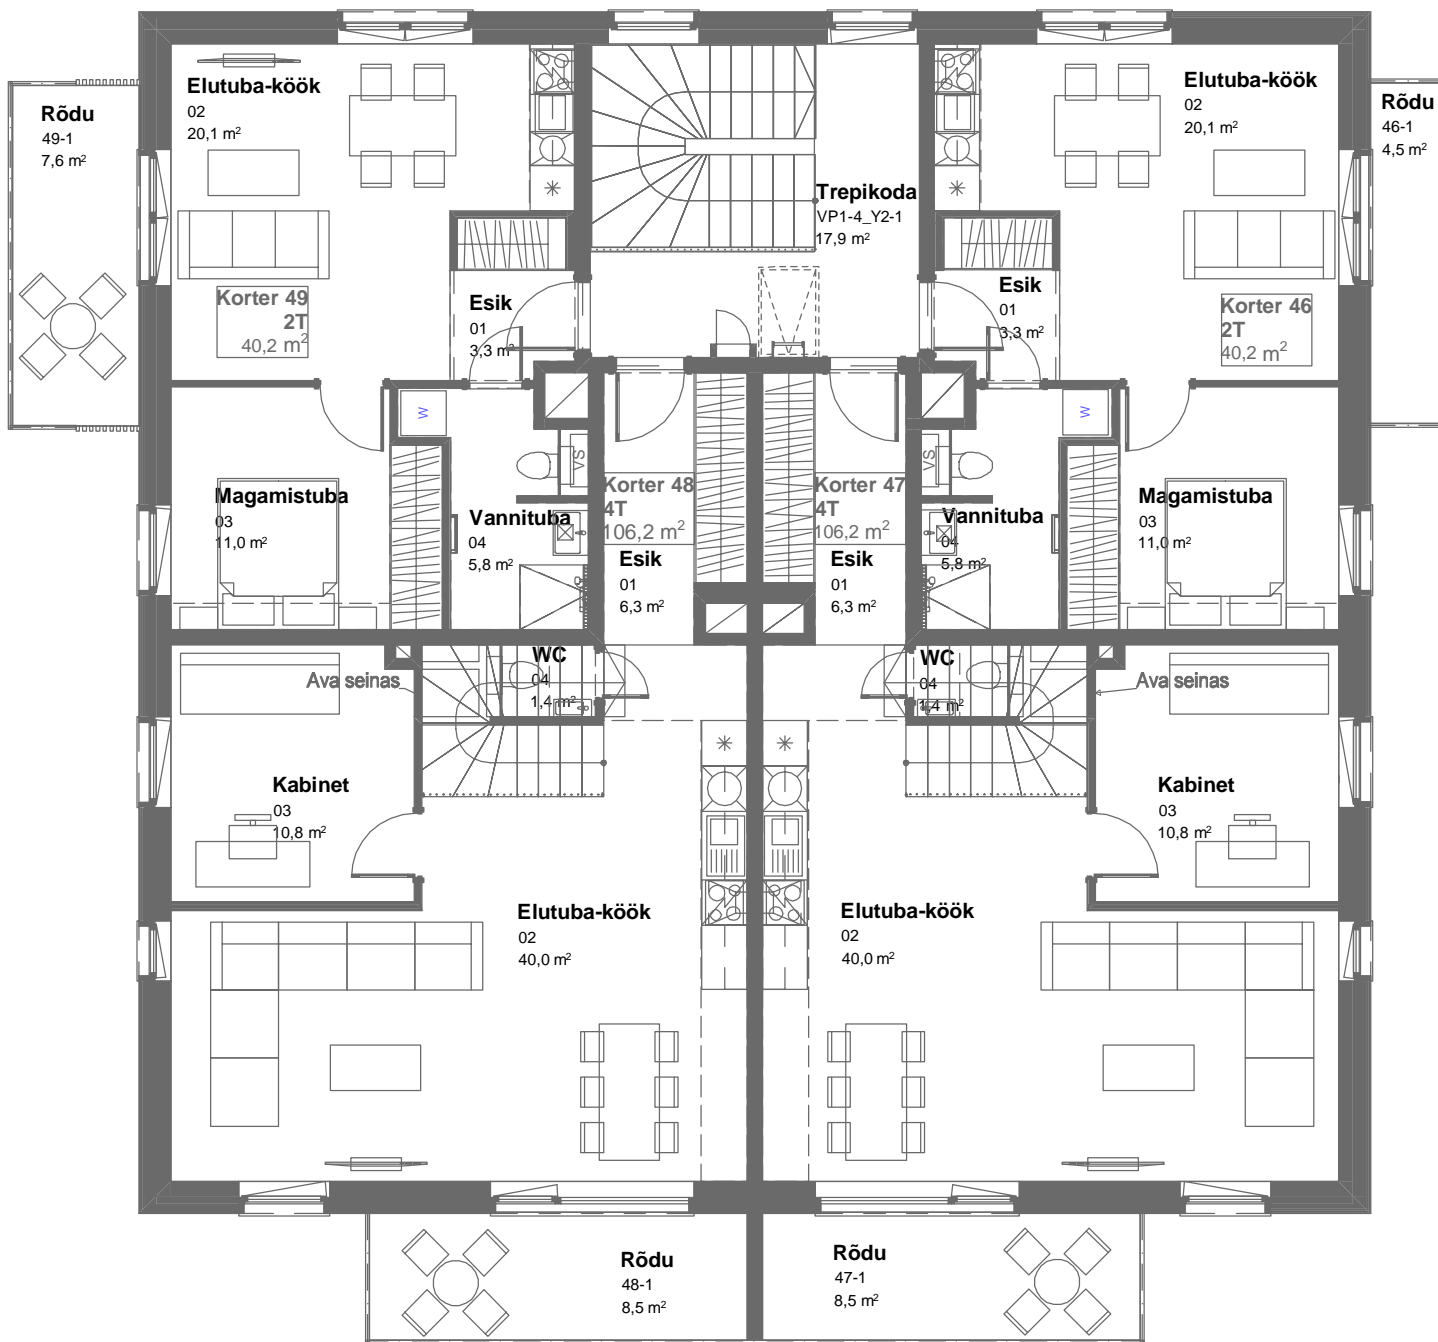 Rõdu
49-1
7,6 m²
Elutuba-köök
02
20,1 m²
Trepikoda
VP1-4_Y2-1
17,9 m²
Elutuba-köök
02
20,1 m²
Rõdu
46-1
4,5 m²
Korter 49
2T
40,2 m²
Esik
01
3,3 m²
Esik
01
3,3 m²
Korter 46
2T
40,2 m²
W
W
VS
VS
Magamistuba
03
11,0 m²
Vannituba
04
5,8 m²
Korter 48
4T
106,2 m²
Esik
01
6,3 m²
Korter 47
4T
106,2 m²
Esik
01
6,3 m²
Vannituba
04
5,8 m²
Magamistuba
03
11,0 m²
Ava seinas
WC
04
1,4 m²
WC
04
1,4 m²
Ava seinas
Kabinet
03
10,8 m²
Kabinet
03
10,8 m²
Elutuba-köök
02
40,0 m²
Elutuba-köök
02
40,0 m²
Rõdu
48-1
8,5 m²
Rõdu
47-1
8,5 m²